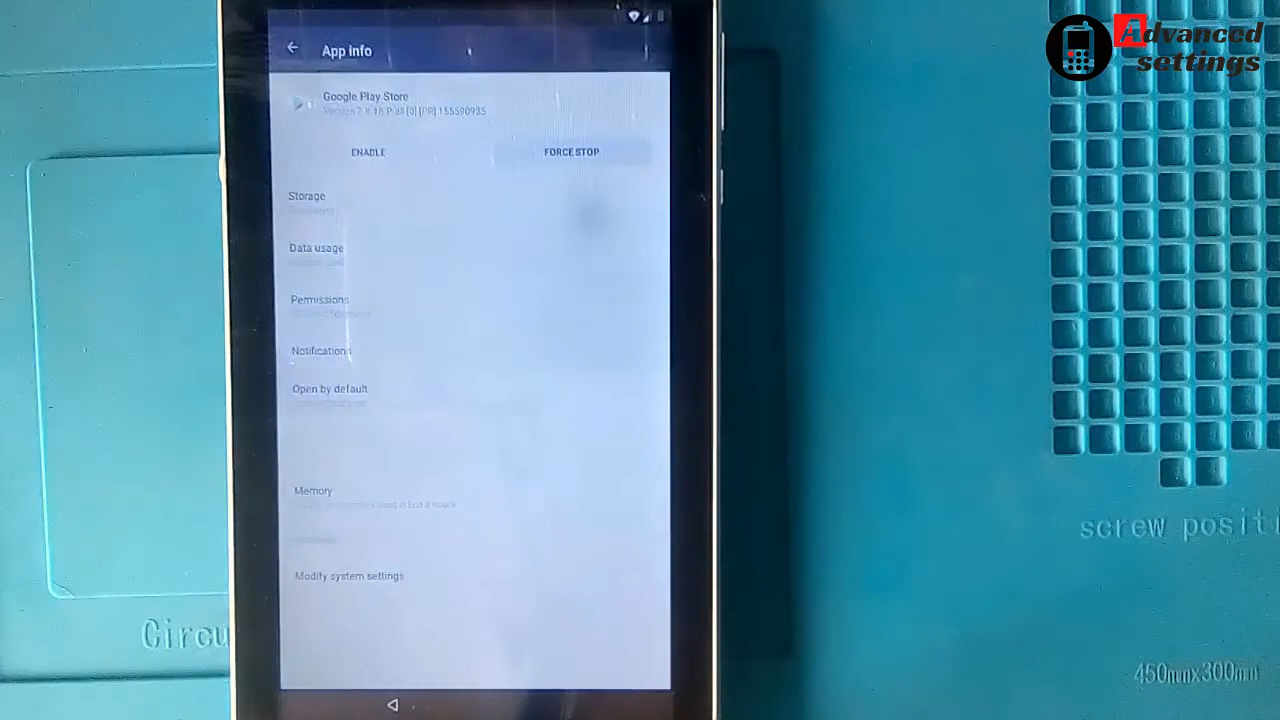 Advanced
settings
App info
Google Play Store
ENABLE
FORCE STOP
Storage
Data usage
Permissions
Notifications
Open by default
Memory
Modify system settings
Circu
screw positi
450mmx300mm